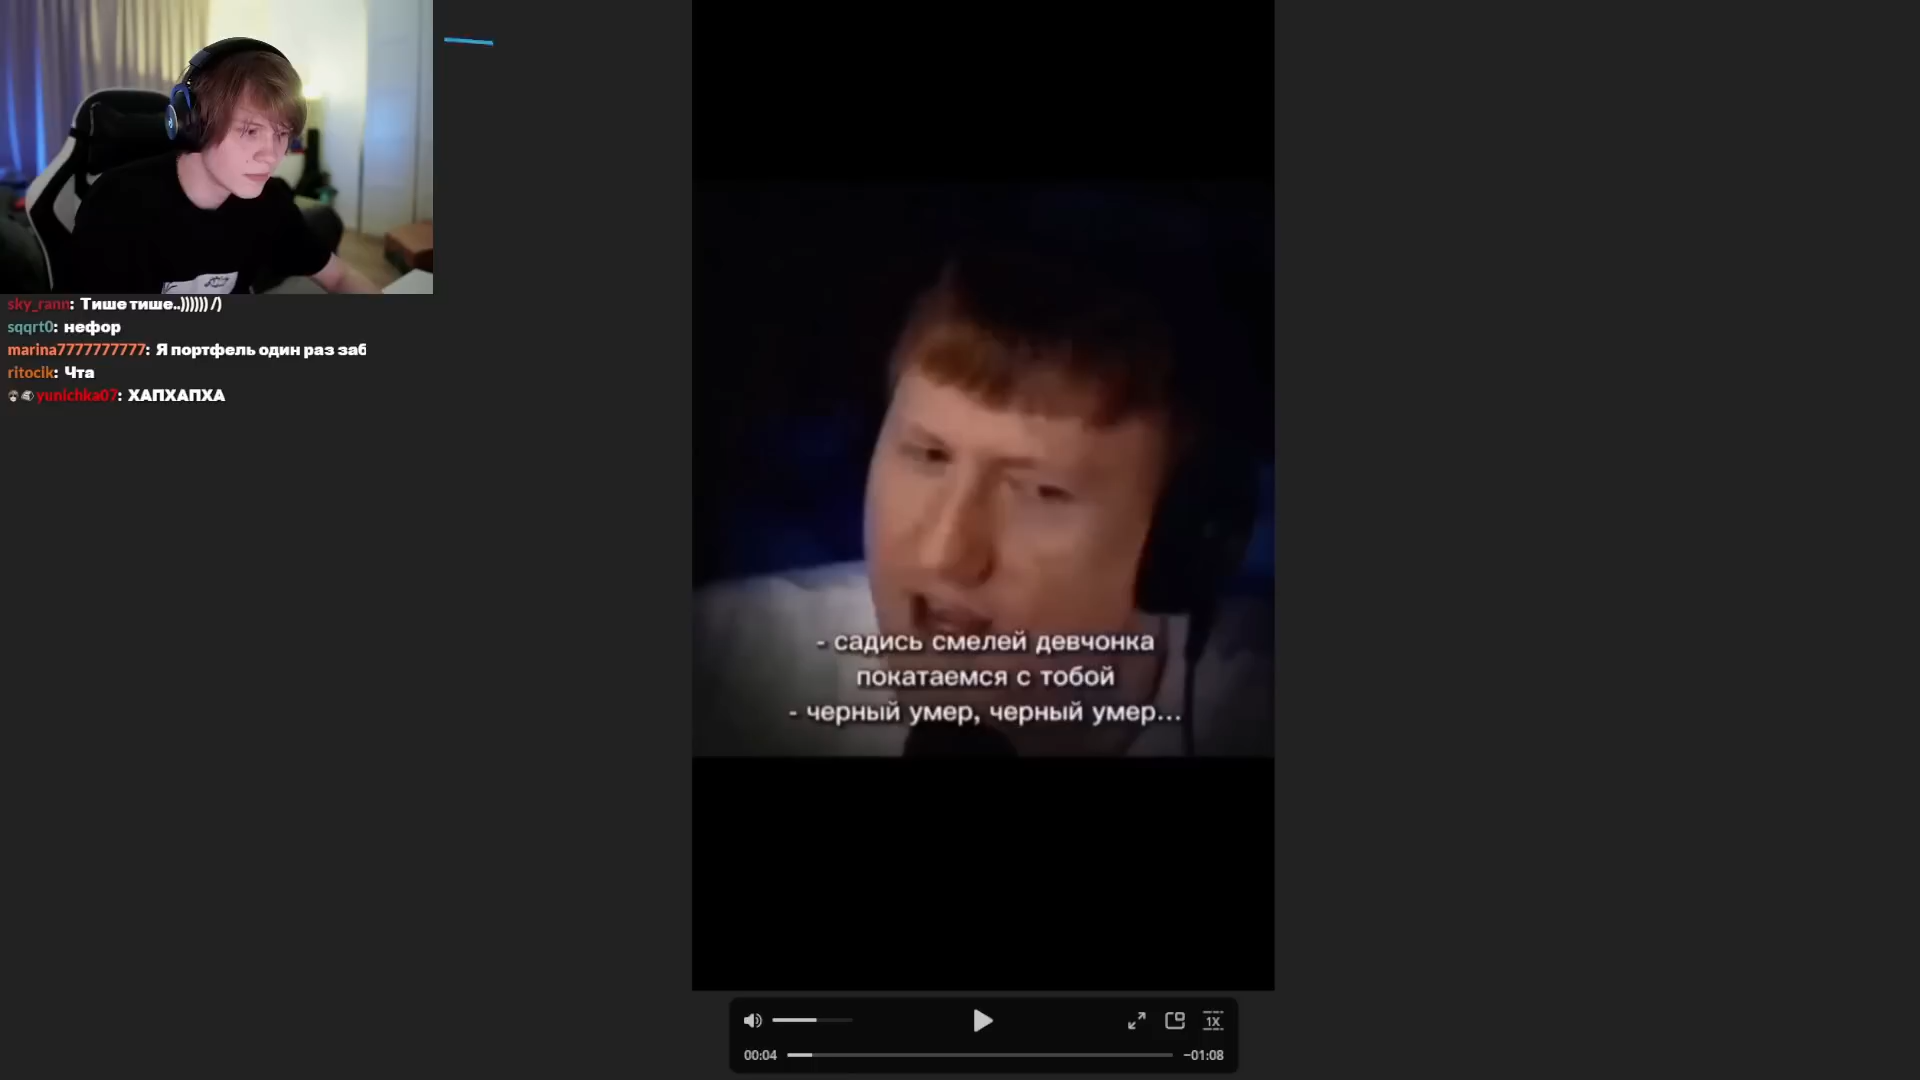 sky_rann: Тише тише..)))))) /)
sqqrt0: нефор
marina7777777777: Я портфель один раз заб
ritocik: Чта
yunichka07: ХАПХАПХА
- садись смелей девчонка
покатаемся с тобой
- черный умер, черный умер...
1X
00:04
−01:08